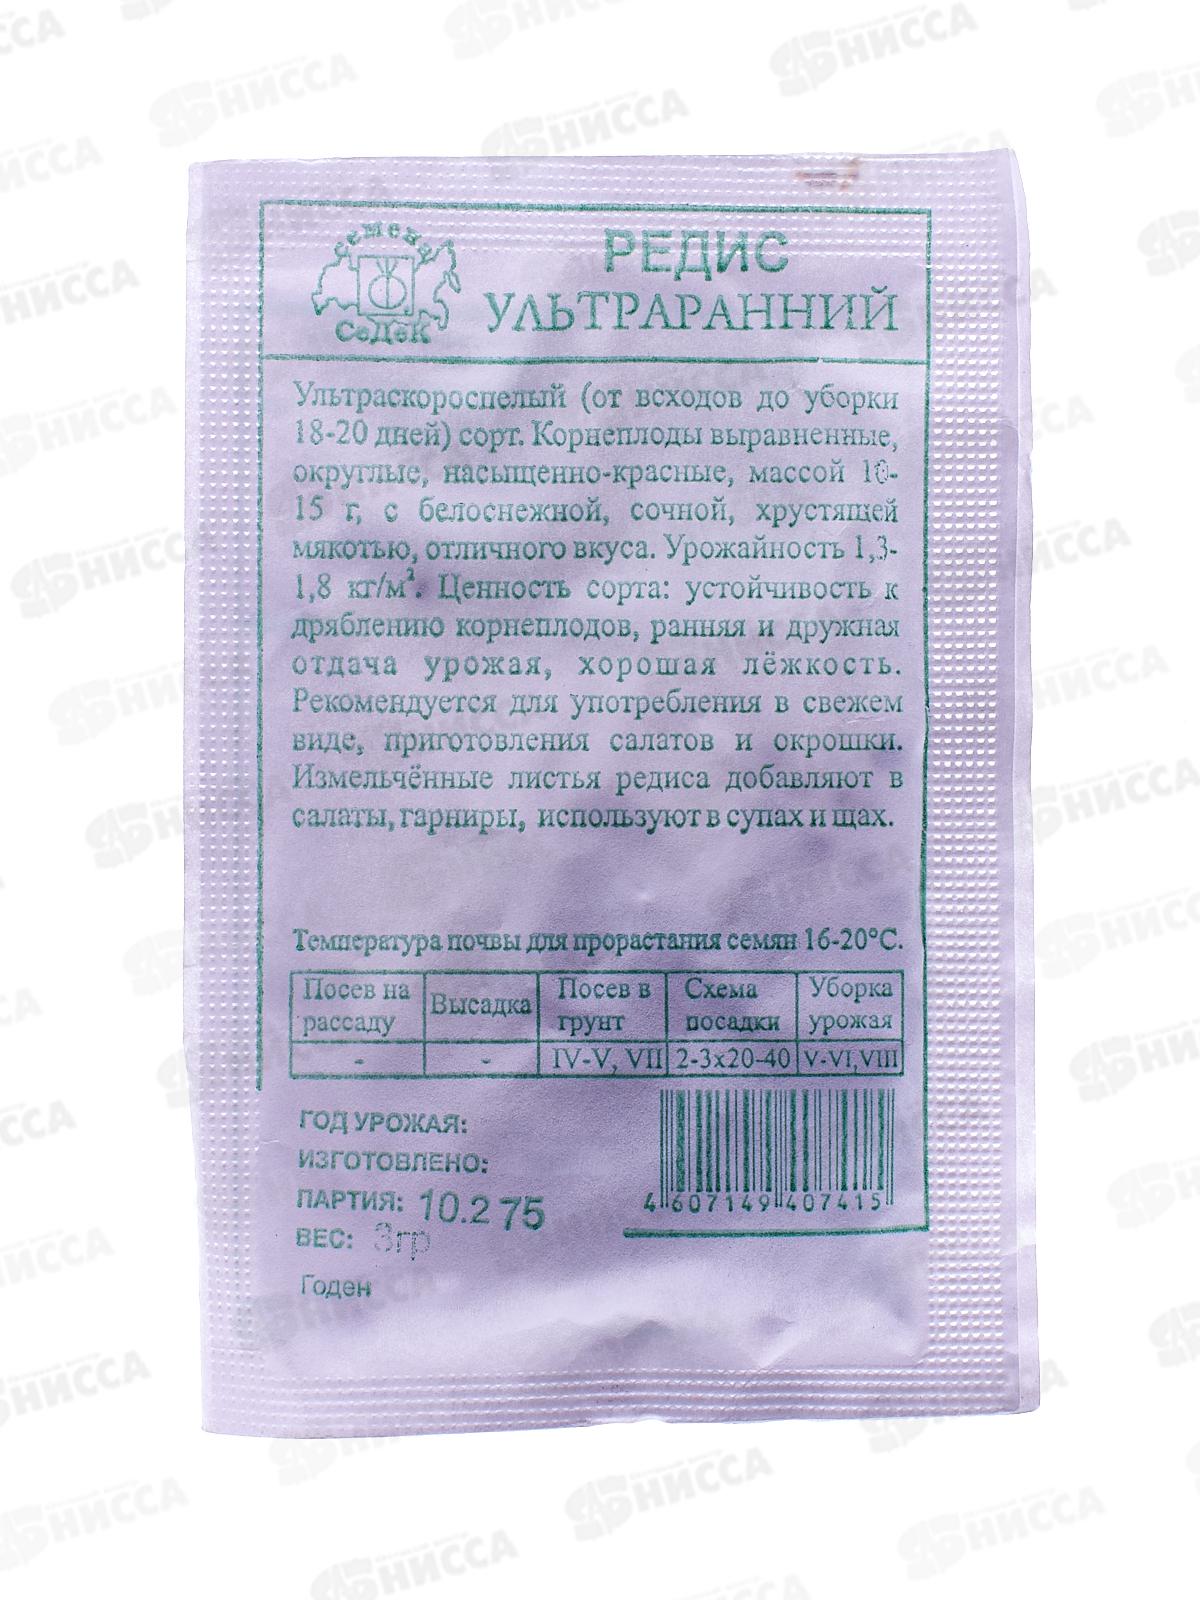 семена
СеДеК
РЕДИС
УЛЬТРАРАННИЙ
Ультраскороспелый (от всходов до уборки
18-20 дней) сорт. Корнеплоды выравненные,
округлые, насыщенно-красные, массой 10-
15 г, с белоснежной, сочной, хрустящей
мякотью, отличного вкуса. Урожайность 1,3-
1,8 кг/м². Ценность сорта: устойчивость к
дряблению корнеплодов, ранняя и дружная
отдача урожая, хорошая лёжкость.
Рекомендуется для употребления в свежем
виде, приготовления салатов и окрошки.
Измельчённые листья редиса добавляют в
салаты, гарниры, используют в супах и щах.
Температура почвы для прорастания семян 16-20°С.
Посев на рассаду Высадка Посев в грунт Схема посадки Уборка урожая
- - IV-V, VII 2-3х20-40 V-VI,VIII
ГОД УРОЖАЯ:
ИЗГОТОВЛЕНО:
ПАРТИЯ: 10.275
ВЕС: 3гр
Годен
4 607149 407415
НИССА